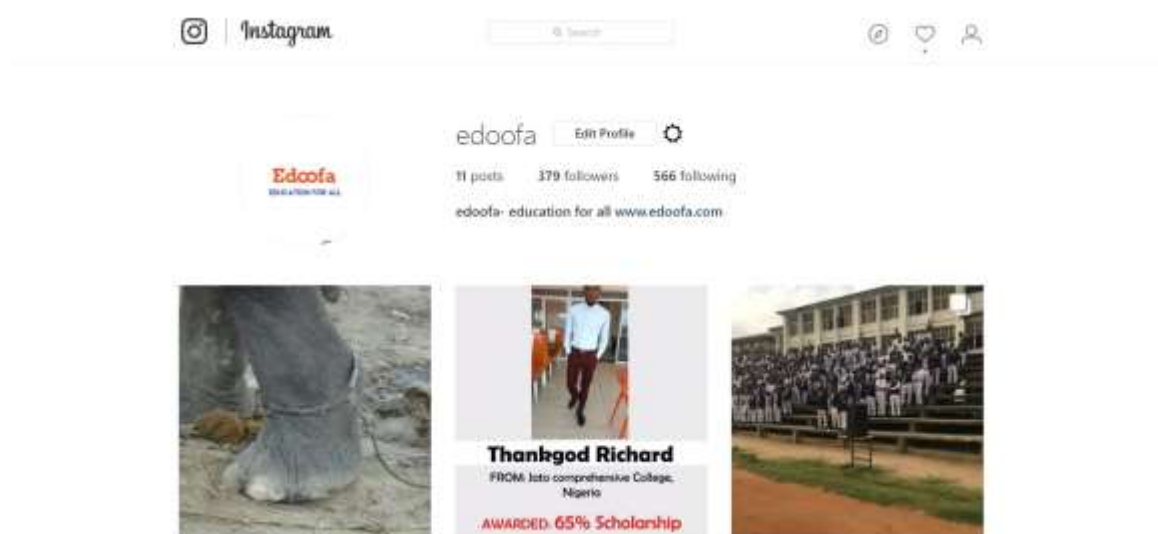 Instagram
Search
edoofa Edit Profile
11 posts 379 followers 566 following
edoofa- education for all www.edoofa.com
Edoofa
EDUCATION FOR ALL
Thankgod Richard
FROM: Jato comprehensive College,
Nigeria
AWARDED: 65% Scholarship